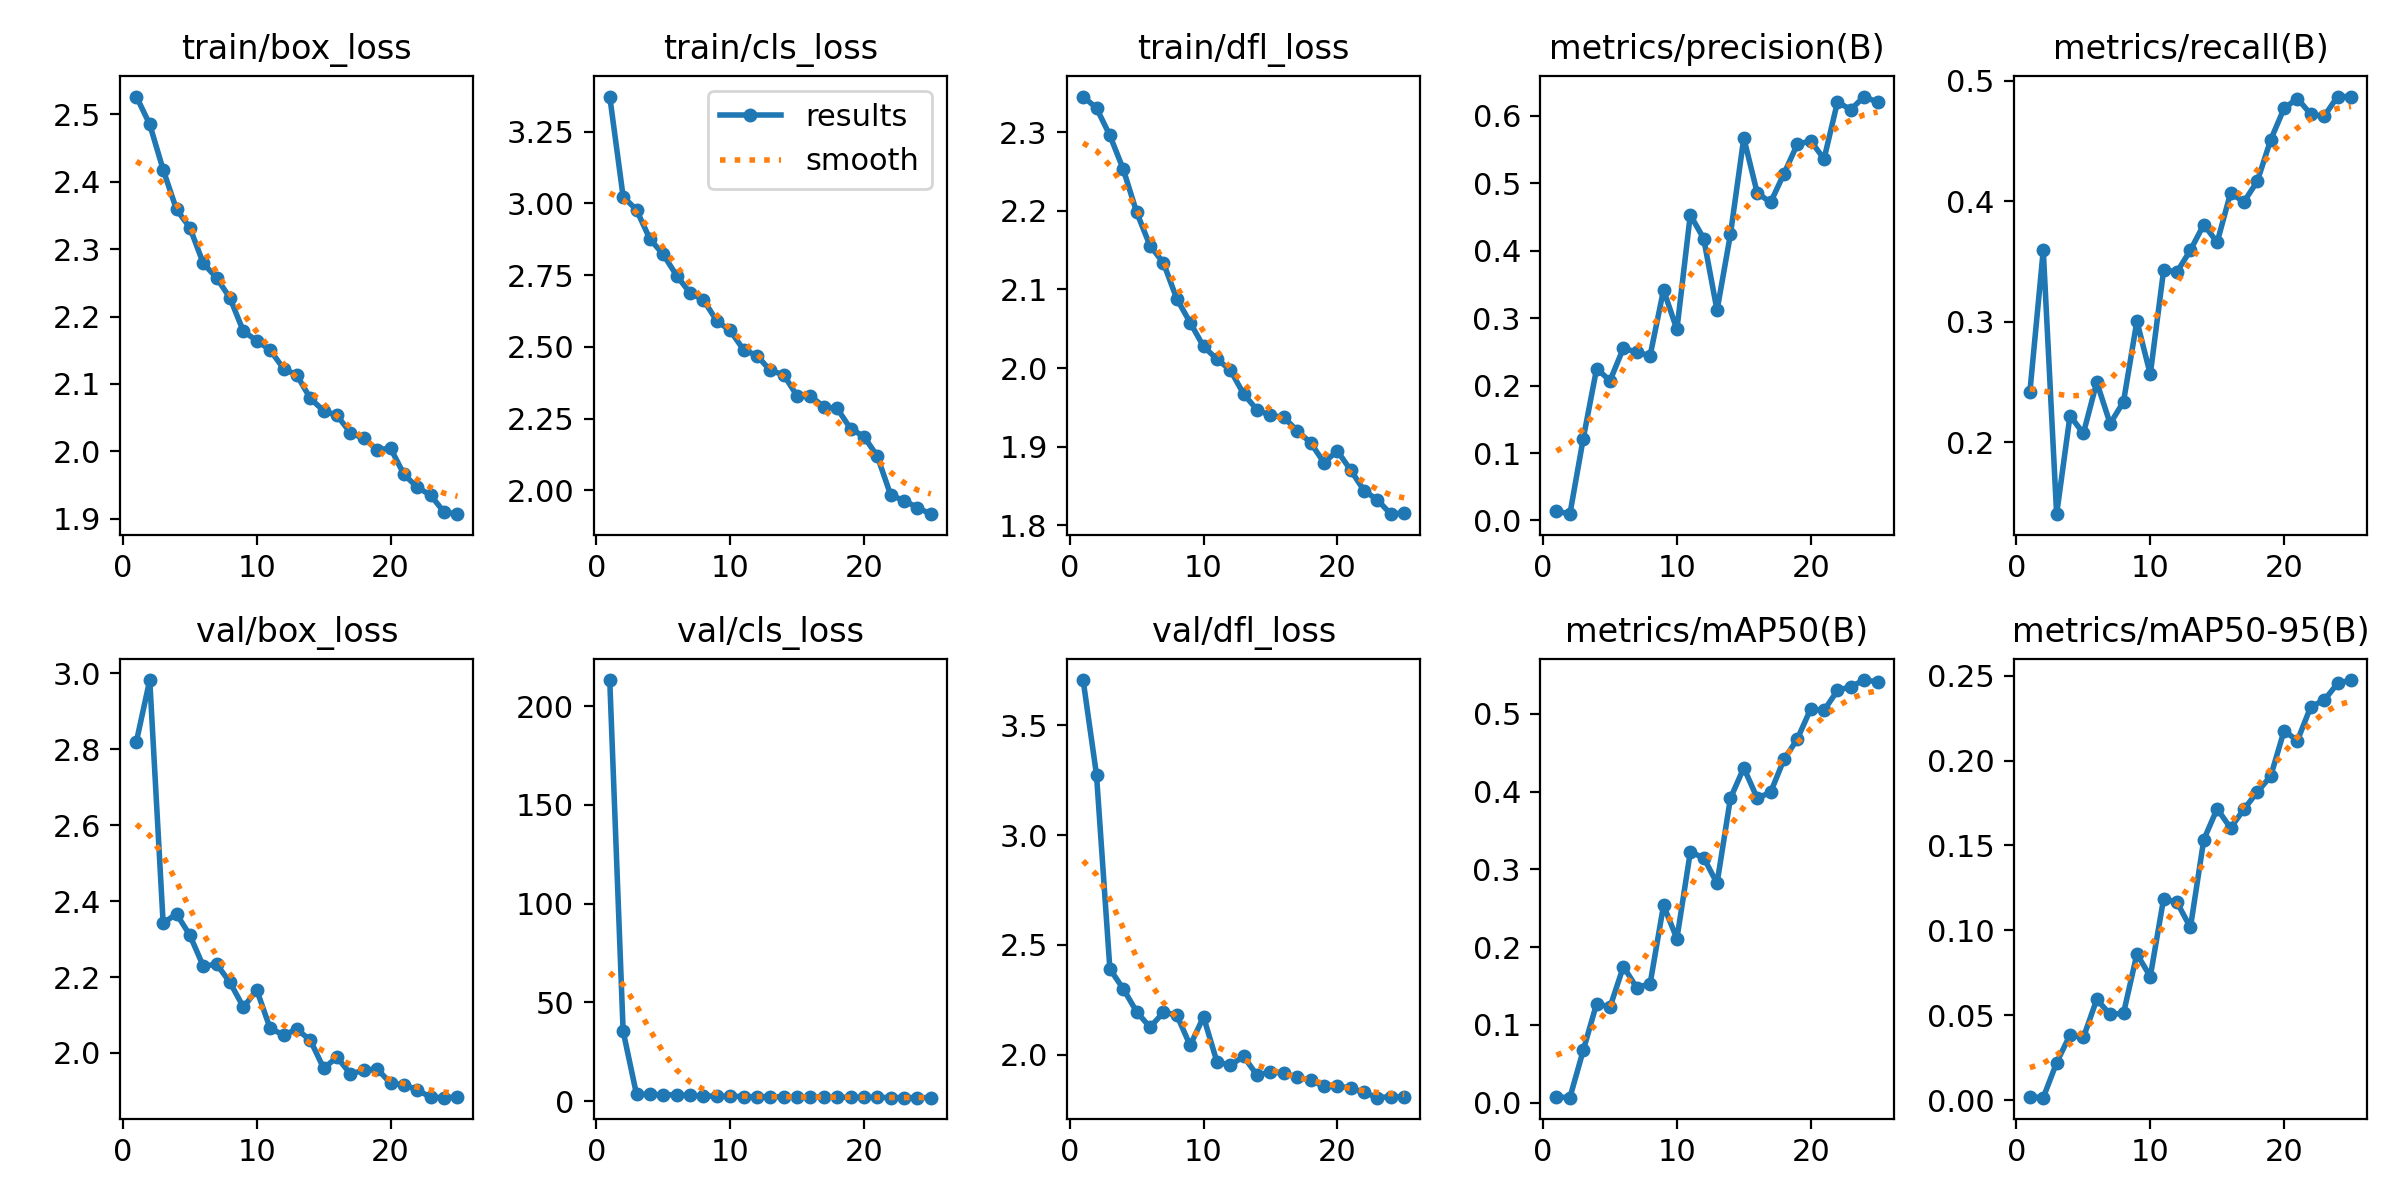 train/box_loss
2.5
2.4
2.3
2.2
2.1
2.0
1.9
0 10 20
train/cls_loss
results
smooth
3.25
3.00
2.75
2.50
2.25
2.00
0 10 20
train/dfl_loss
2.3
2.2
2.1
2.0
1.9
1.8
0 10 20
metrics/precision(B)
0.6
0.5
0.4
0.3
0.2
0.1
0.0
0 10 20
metrics/recall(B)
0.5
0.4
0.3
0.2
0 10 20
val/box_loss
3.0
2.8
2.6
2.4
2.2
2.0
0 10 20
val/cls_loss
200
150
100
50
0
0 10 20
val/dfl_loss
3.5
3.0
2.5
2.0
0 10 20
metrics/mAP50(B)
0.5
0.4
0.3
0.2
0.1
0.0
0 10 20
metrics/mAP50-95(B)
0.25
0.20
0.15
0.10
0.05
0.00
0 10 20